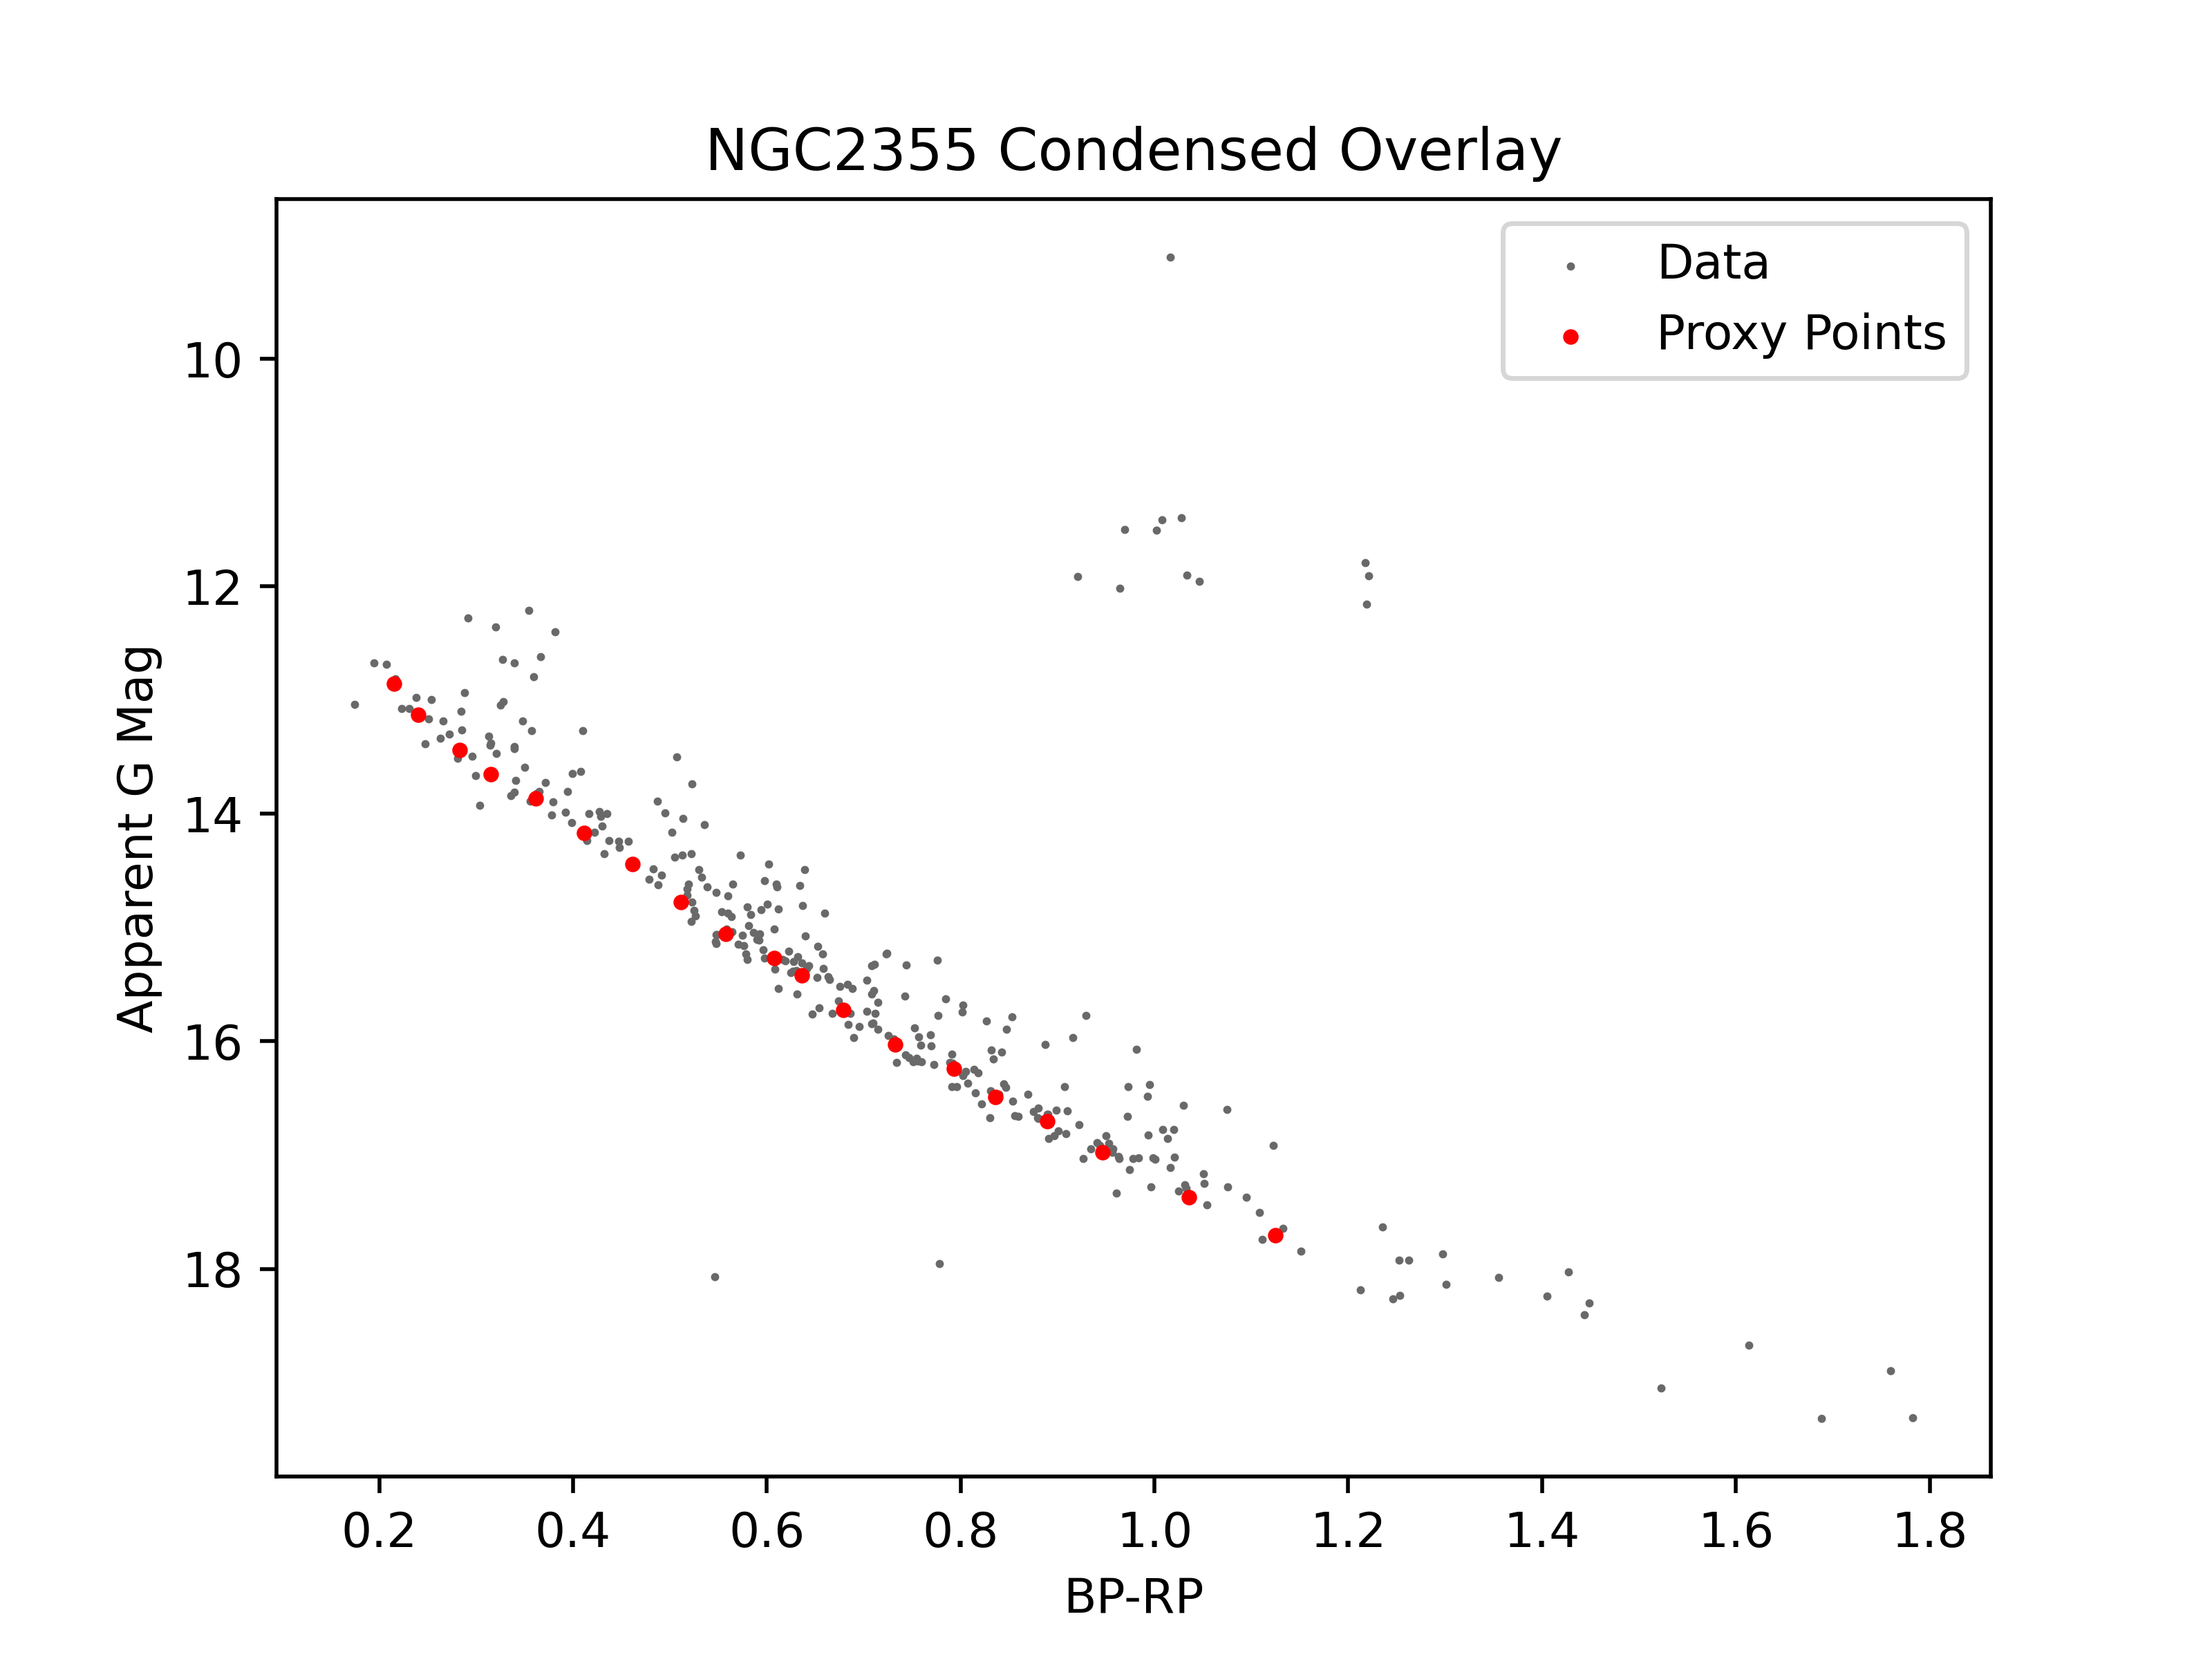 NGC2355 Condensed Overlay
Data
Proxy Points
Apparent G Mag
10
12
14
16
18
0.2 0.4 0.6 0.8 1.0 1.2 1.4 1.6 1.8
BP-RP